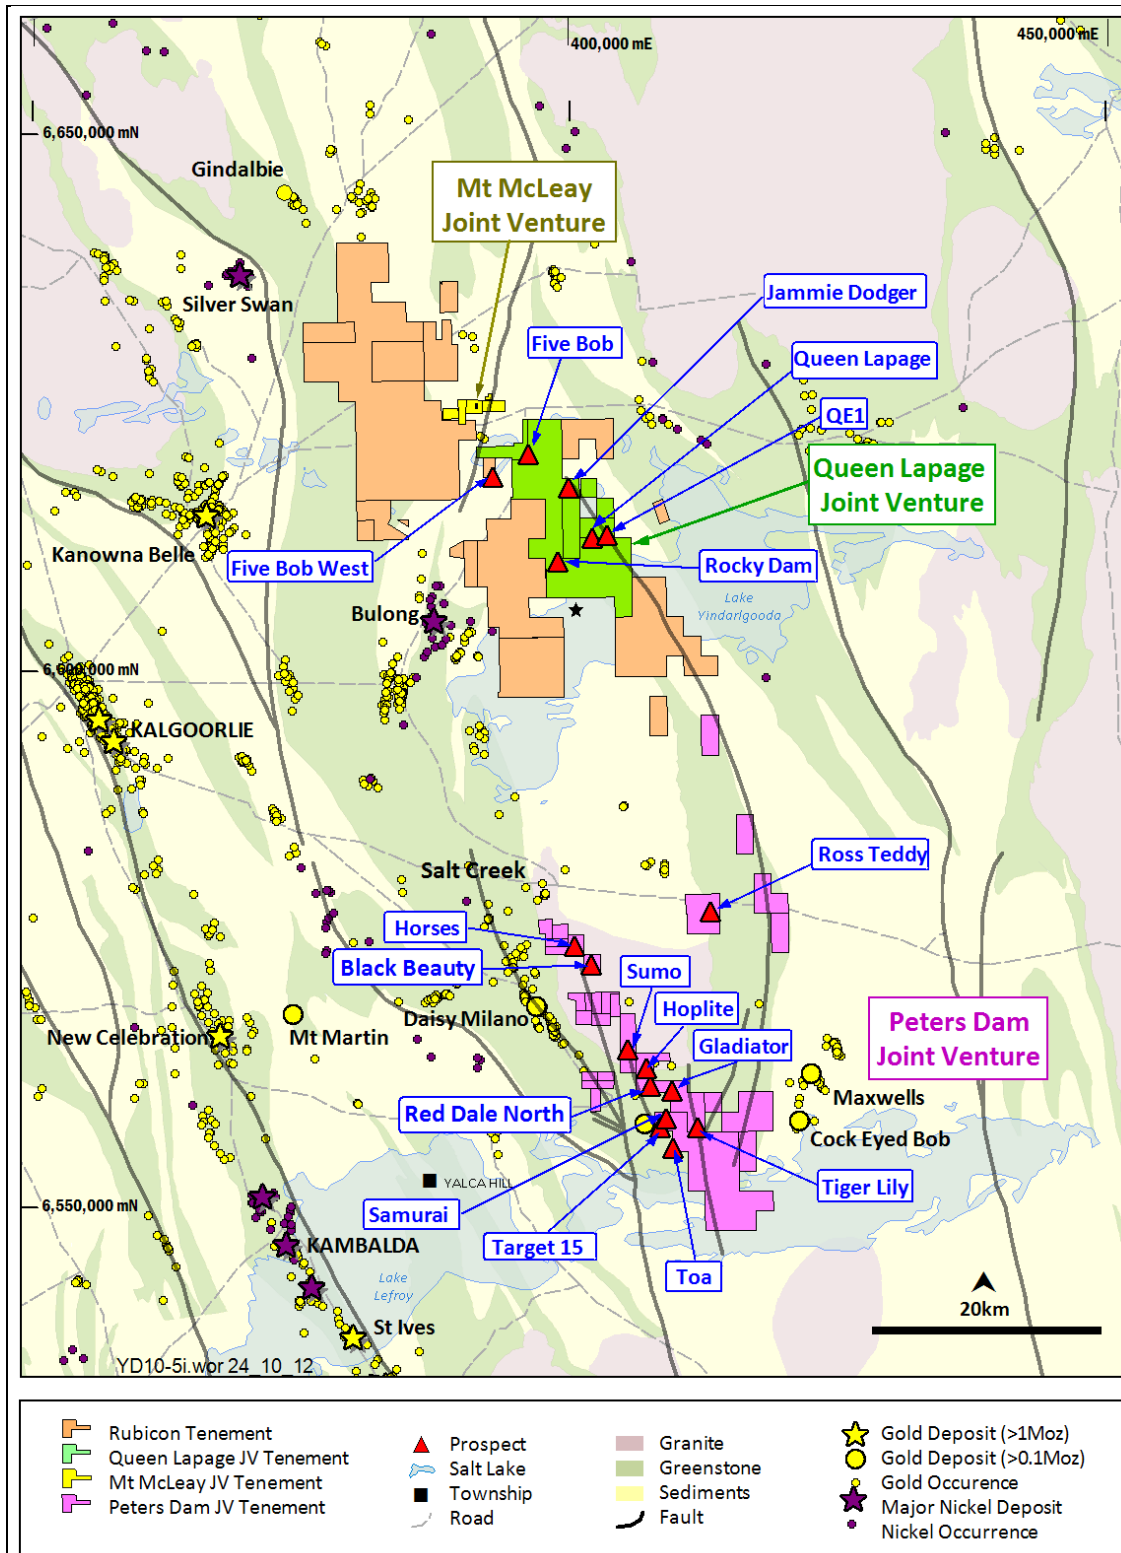 400,000 mE
450,000 mE
6,650,000 mN
Gindalbie
Mt McLeay
Joint Venture
Silver Swan
Jammie Dodger
Five Bob
Queen Lapage
QE1
Queen Lapage
Joint Venture
Kanowna Belle
Five Bob West
Rocky Dam
Bulong
Lake
Yindarlgooda
6,600,000 mN
KALGOORLIE
Ross Teddy
Salt Creek
Horses
Black Beauty
Sumo
Hoplite
Daisy Milano
Peters Dam
Joint Venture
New Celebration
Mt Martin
Gladiator
Maxwells
Red Dale North
Cock Eyed Bob
YALCA HILL
Tiger Lily
6,550,000 mN
Samurai
KAMBALDA
Target 15
Toa
Lake
Lefroy
20km
St Ives
YD10-5i.wor 24_10_12
Rubicon Tenement
Queen Lapage JV Tenement
Mt McLeay JV Tenement
Peters Dam JV Tenement
Prospect
Salt Lake
Township
Road
Granite
Greenstone
Sediments
Fault
Gold Deposit (>1Moz)
Gold Deposit (>0.1Moz)
Gold Occurence
Major Nickel Deposit
Nickel Occurrence